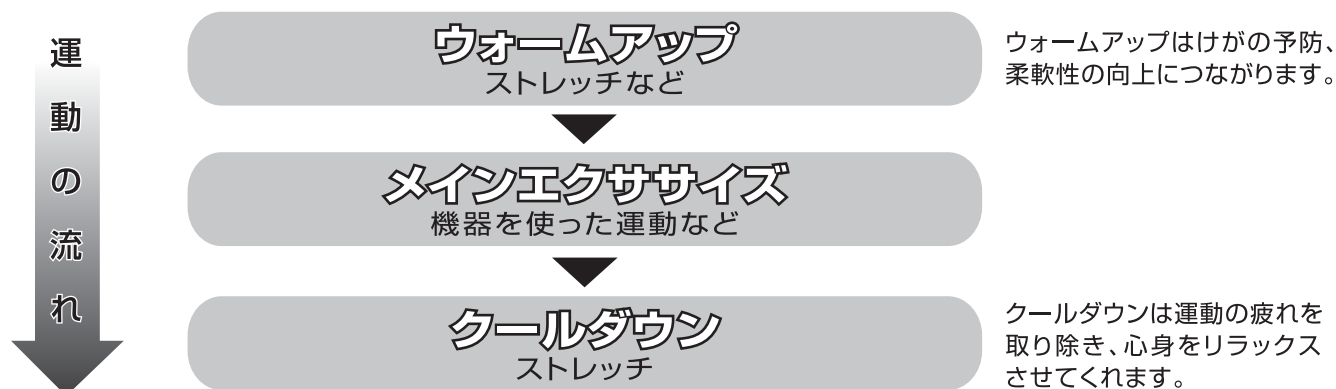 運動の流れ
ウォームアップ
ストレッチなど
ウォームアップはけがの予防、
柔軟性の向上につながります。
メインエクササイズ
機器を使った運動など
クールダウン
ストレッチ
クールダウンは運動の疲れを
取り除き、心身をリラックス
させてくれます。